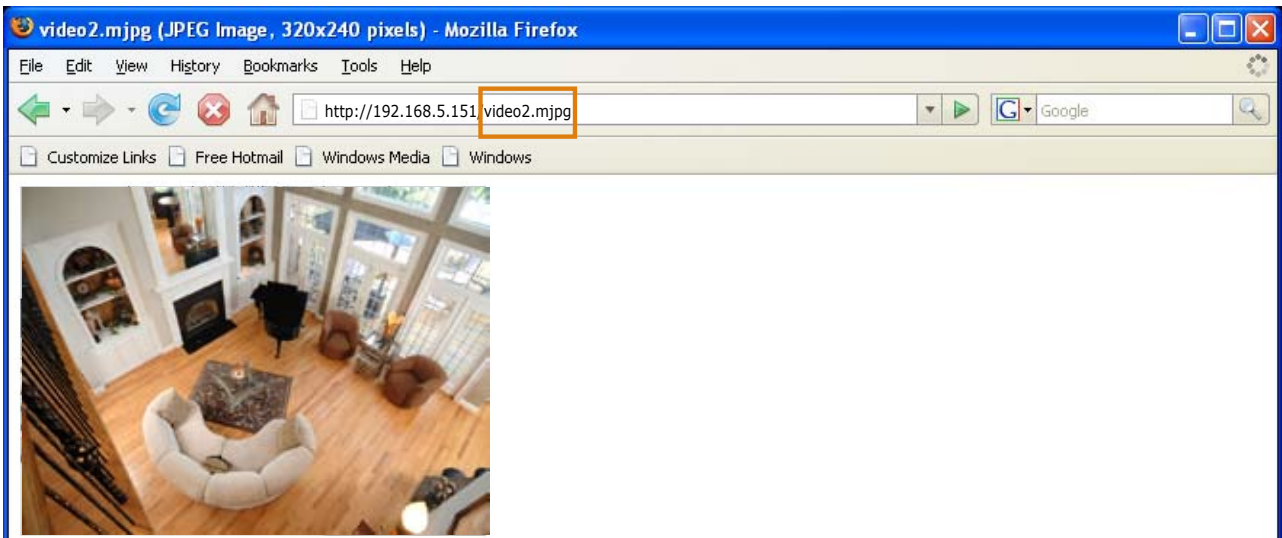 video2.mjpg (JPEG Image, 320x240 pixels) - Mozilla Firefox
File Edit View History Bookmarks Tools Help
http://192.168.5.151/video2.mjpg G Google
Customize Links Free Hotmail Windows Media Windows